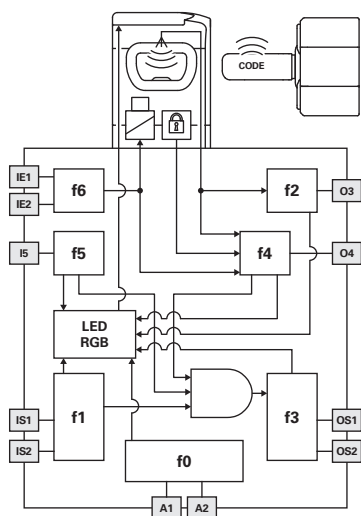 CODE
IE1
f6
f2
O3
IE2
I5
f5
f4
O4
LED
RGB
IS1
f1
f3
OS1
IS2
OS2
f0
A1
A2